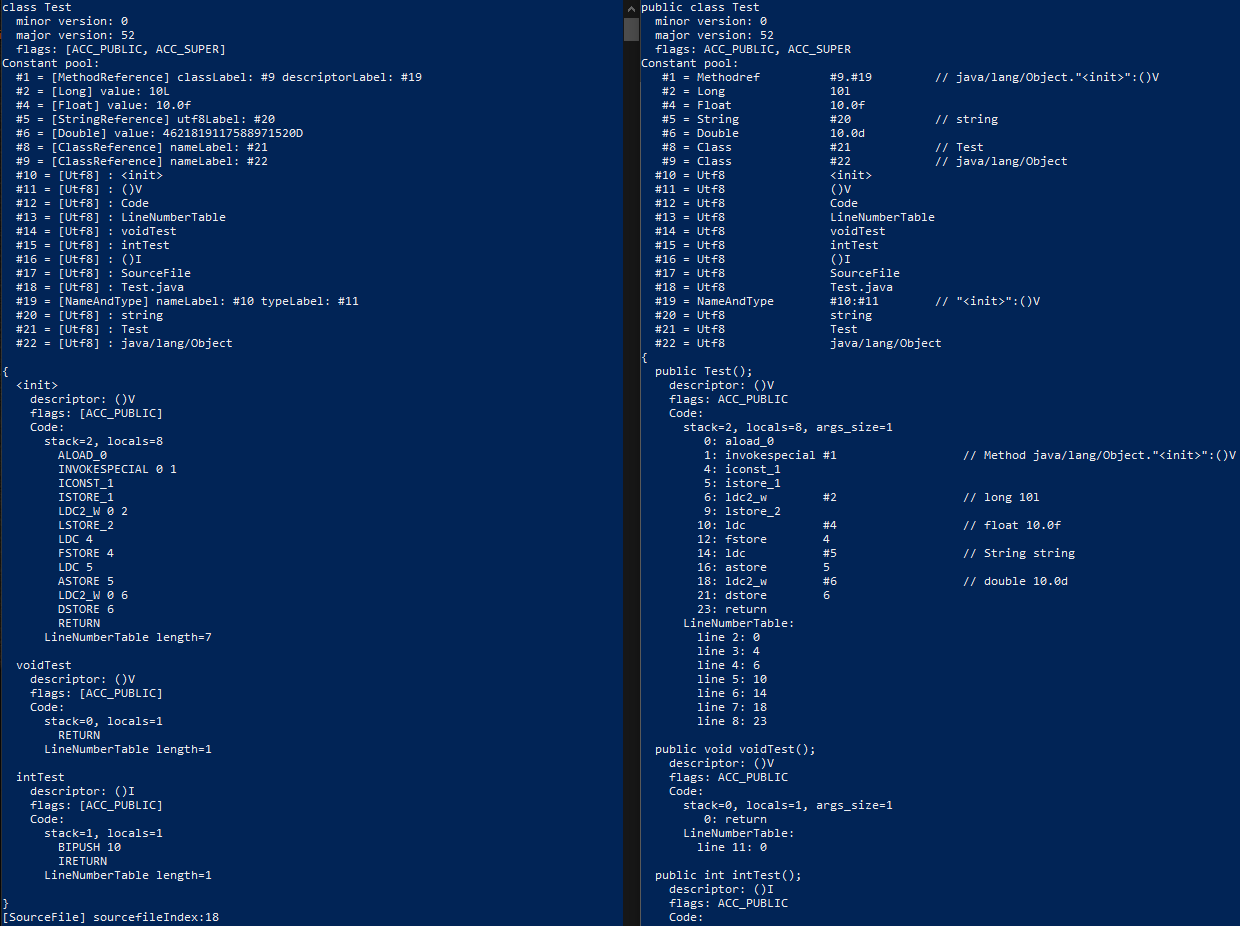 class Test
  minor version: 0
  major version: 52
  flags: [ACC_PUBLIC, ACC_SUPER]
Constant pool:
  #1 = [MethodReference] classLabel: #9 descriptorLabel: #19
  #2 = [Long] value: 10L
  #4 = [Float] value: 10.0f
  #5 = [StringReference] utf8Label: #20
  #6 = [Double] value: 4621819117588971520D
  #8 = [ClassReference] nameLabel: #21
  #9 = [ClassReference] nameLabel: #22
  #10 = [Utf8] : <init>
  #11 = [Utf8] : ()V
  #12 = [Utf8] : Code
  #13 = [Utf8] : LineNumberTable
  #14 = [Utf8] : voidTest
  #15 = [Utf8] : intTest
  #16 = [Utf8] : ()I
  #17 = [Utf8] : SourceFile
  #18 = [Utf8] : Test.java
  #19 = [NameAndType] nameLabel: #10 typeLabel: #11
  #20 = [Utf8] : string
  #21 = [Utf8] : Test
  #22 = [Utf8] : java/lang/Object
{
  <init>
    descriptor: ()V
    flags: [ACC_PUBLIC]
    Code:
      stack=2, locals=8
        ALOAD_0
        INVOKESPECIAL 0 1
        ICONST_1
        ISTORE_1
        LDC2_W 0 2
        LSTORE_2
        LDC 4
        FSTORE 4
        LDC 5
        ASTORE 5
        LDC2_W 0 6
        DSTORE 6
        RETURN
      LineNumberTable length=7
  voidTest
    descriptor: ()V
    flags: [ACC_PUBLIC]
    Code:
      stack=0, locals=1
        RETURN
      LineNumberTable length=1
  intTest
    descriptor: ()I
    flags: [ACC_PUBLIC]
    Code:
      stack=1, locals=1
        BIPUSH 10
        IRETURN
      LineNumberTable length=1
}
[SourceFile] sourcefileIndex:18
public class Test
  minor version: 0
  major version: 52
  flags: ACC_PUBLIC, ACC_SUPER
Constant pool:
   #1 = Methodref          #9.#19         // java/lang/Object."<init>":()V
   #2 = Long               10l
   #4 = Float              10.0f
   #5 = String             #20            // string
   #6 = Double             10.0d
   #8 = Class              #21            // Test
   #9 = Class              #22            // java/lang/Object
  #10 = Utf8               <init>
  #11 = Utf8               ()V
  #12 = Utf8               Code
  #13 = Utf8               LineNumberTable
  #14 = Utf8               voidTest
  #15 = Utf8               intTest
  #16 = Utf8               ()I
  #17 = Utf8               SourceFile
  #18 = Utf8               Test.java
  #19 = NameAndType        #10:#11        // "<init>":()V
  #20 = Utf8               string
  #21 = Utf8               Test
  #22 = Utf8               java/lang/Object
{
  public Test();
    descriptor: ()V
    flags: ACC_PUBLIC
    Code:
      stack=2, locals=8, args_size=1
         0: aload_0
         1: invokespecial #1                  // Method java/lang/Object."<init>":()V
         4: iconst_1
         5: istore_1
         6: ldc2_w        #2                  // long 10l
         9: lstore_2
        10: ldc           #4                  // float 10.0f
        12: fstore        4
        14: ldc           #5                  // String string
        16: astore        5
        18: ldc2_w        #6                  // double 10.0d
        21: dstore        6
        23: return
      LineNumberTable:
        line 2: 0
        line 3: 4
        line 4: 6
        line 5: 10
        line 6: 14
        line 7: 18
        line 8: 23
  public void voidTest();
    descriptor: ()V
    flags: ACC_PUBLIC
    Code:
      stack=0, locals=1, args_size=1
         0: return
      LineNumberTable:
        line 11: 0
  public int intTest();
    descriptor: ()I
    flags: ACC_PUBLIC
    Code: